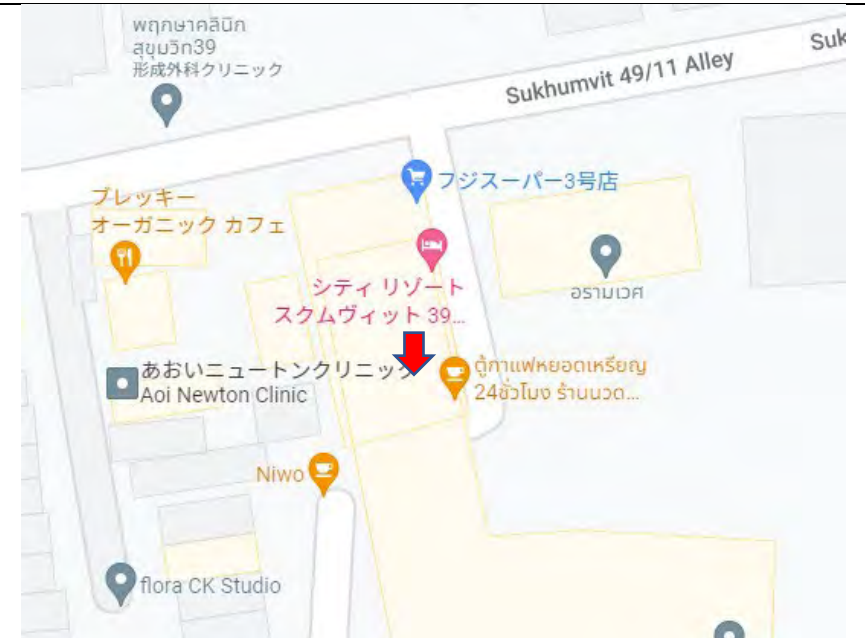 พฤกษาคลินิก
สุขุมวิท39
形成外科クリニック
Sukhumvit 49/11 Alley
Suk
フジスーパー3号店
ブレッキー
オーガニック カフェ
シティ リゾート
スクムヴィット 39...
อรามเวศ
あおいニュートンクリニック
Aoi Newton Clinic
ตู้กาแฟหยอดเหรียญ
24ชั่วโมง ร้านนวด...
Niwo
flora CK Studio